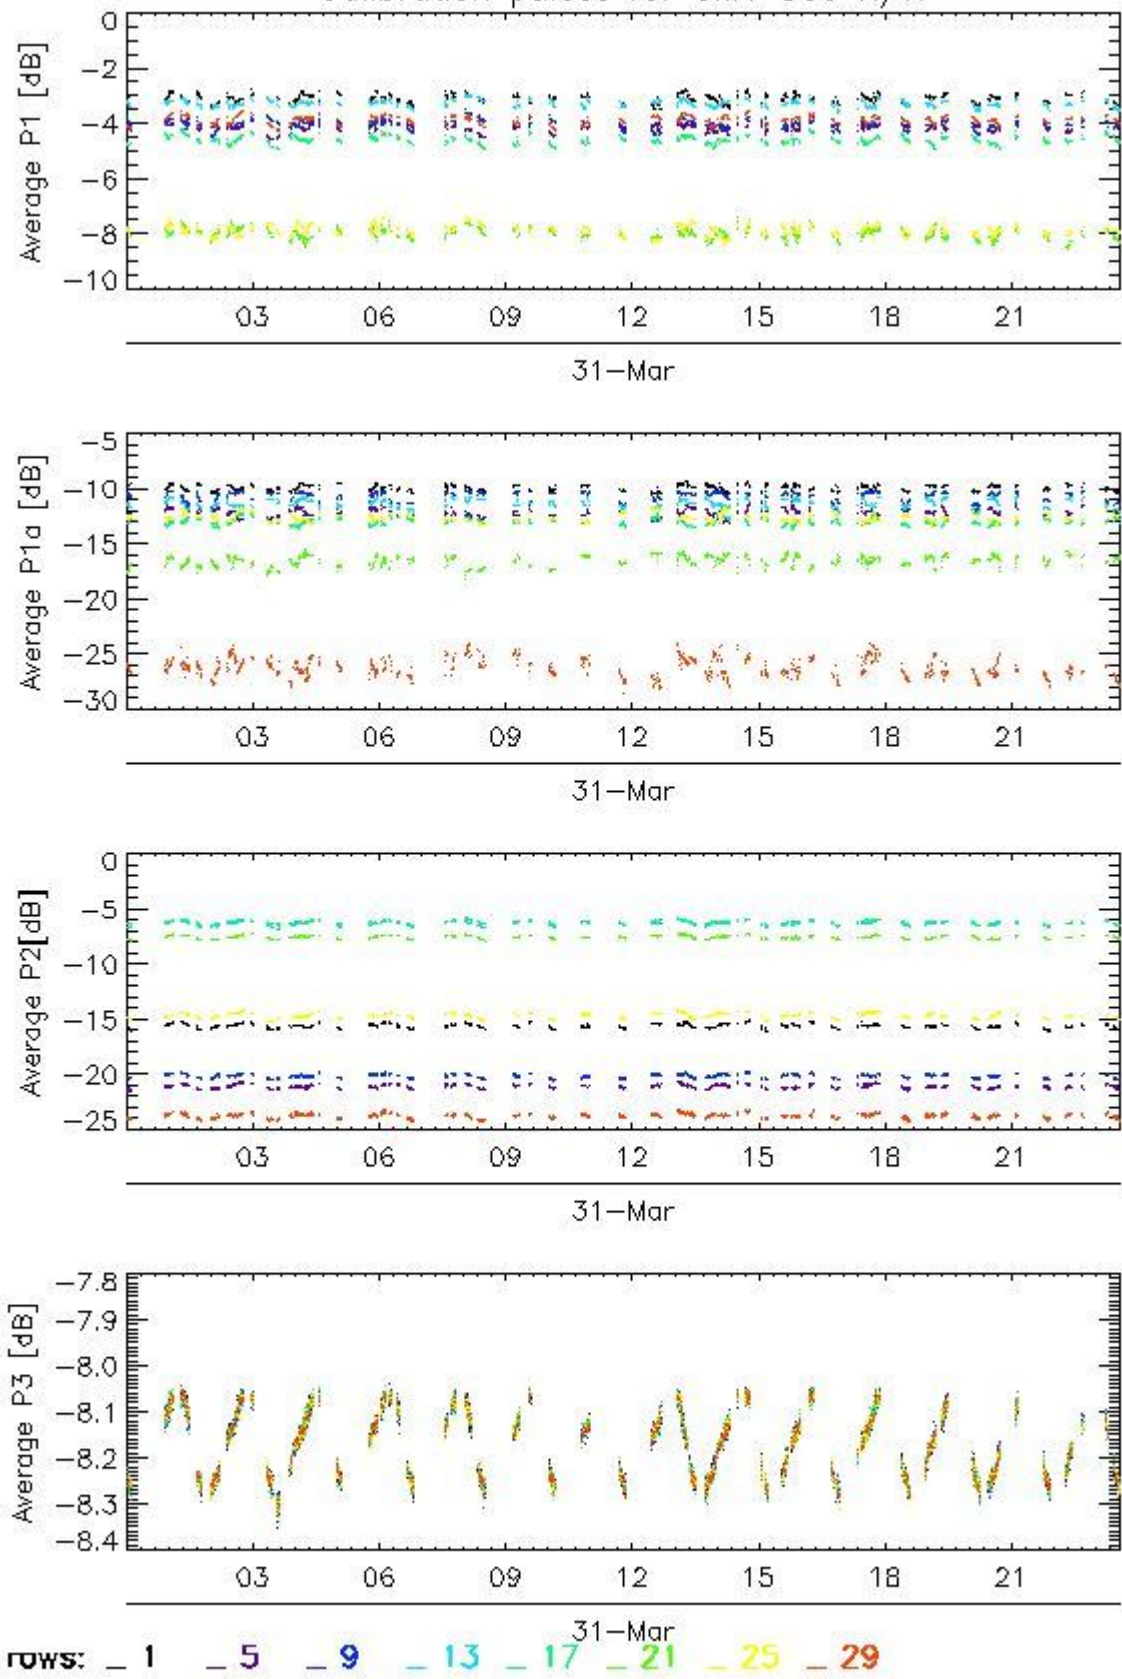 0
-2
-4
-6
-8
-10
Average P1 [dB]
03 06 09 12 15 18 21
31-Mar
-5
-10
-15
-20
-25
-30
Average P1a [dB]
03 06 09 12 15 18 21
31-Mar
0
-5
-10
-15
-20
-25
Average P2[dB]
03 06 09 12 15 18 21
31-Mar
-7.8
-7.9
-8.0
-8.1
-8.2
-8.3
-8.4
Average P3 [dB]
03 06 09 12 15 18 21
31-Mar
rows: _ 1 _ 5 _ 9 _ 13 _ 17 _ 21 _ 25 _ 29